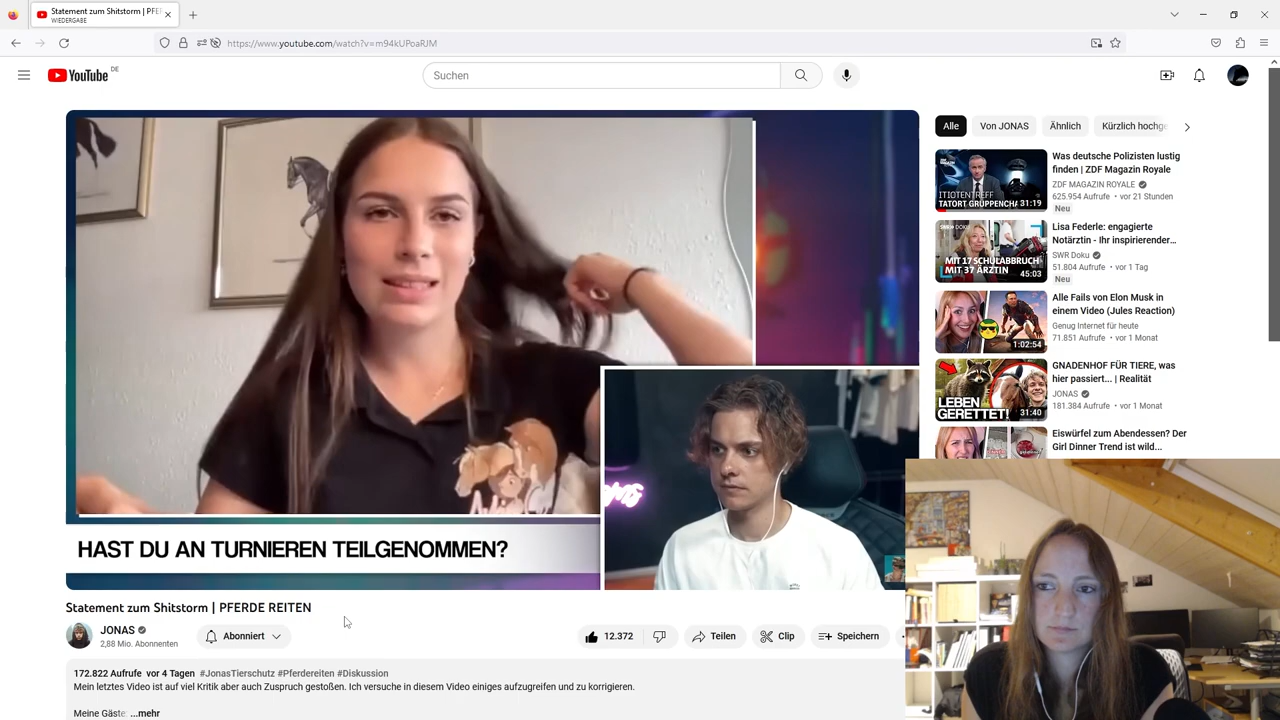 Statement zum Shitstorm | PFE
WIEDERGABE
https://www.youtube.com/watch?v=m94kUPoaRJM
YouTube DE
Suchen
HAST DU AN TURNIEREN TEILGENOMMEN?
Statement zum Shitstorm | PFERDE REITEN
JONAS
2,88 Mio. Abonnenten
Abonniert
12.372
Teilen
Clip
Speichern
172.822 Aufrufe vor 4 Tagen #JonasTierschutz #Pferdereiten #Diskussion
Mein letztes Video ist auf viel Kritik aber auch Zuspruch gestoßen. Ich versuche in diesem Video einiges aufzugreifen und zu korrigieren.
Meine Gäste: ...mehr
Alle
Von JONAS
Ähnlich
Kürzlich hochge
TATORT GRUPPENCH
31:19
Was deutsche Polizisten lustig
finden | ZDF Magazin Royale
ZDF MAGAZIN ROYALE
625.954 Aufrufe • vor 21 Stunden
Neu
MIT 17 SCHULABBRUCH
MIT 37 ÄRZTIN
45:03
Lisa Federle: engagierte
Notärztin - Ihr inspirierender...
SWR Doku
51.804 Aufrufe • vor 1 Tag
Neu
1:02:54
Alle Fails von Elon Musk in
einem Video (Jules Reaction)
Genug Internet für heute
71.851 Aufrufe • vor 1 Monat
LEBEN
GERETTET!
31:40
GNADENHOF FÜR TIERE, was
hier passiert... | Realität
JONAS
181.384 Aufrufe • vor 1 Monat
Eiswürfel zum Abendessen? Der
Girl Dinner Trend ist wild...